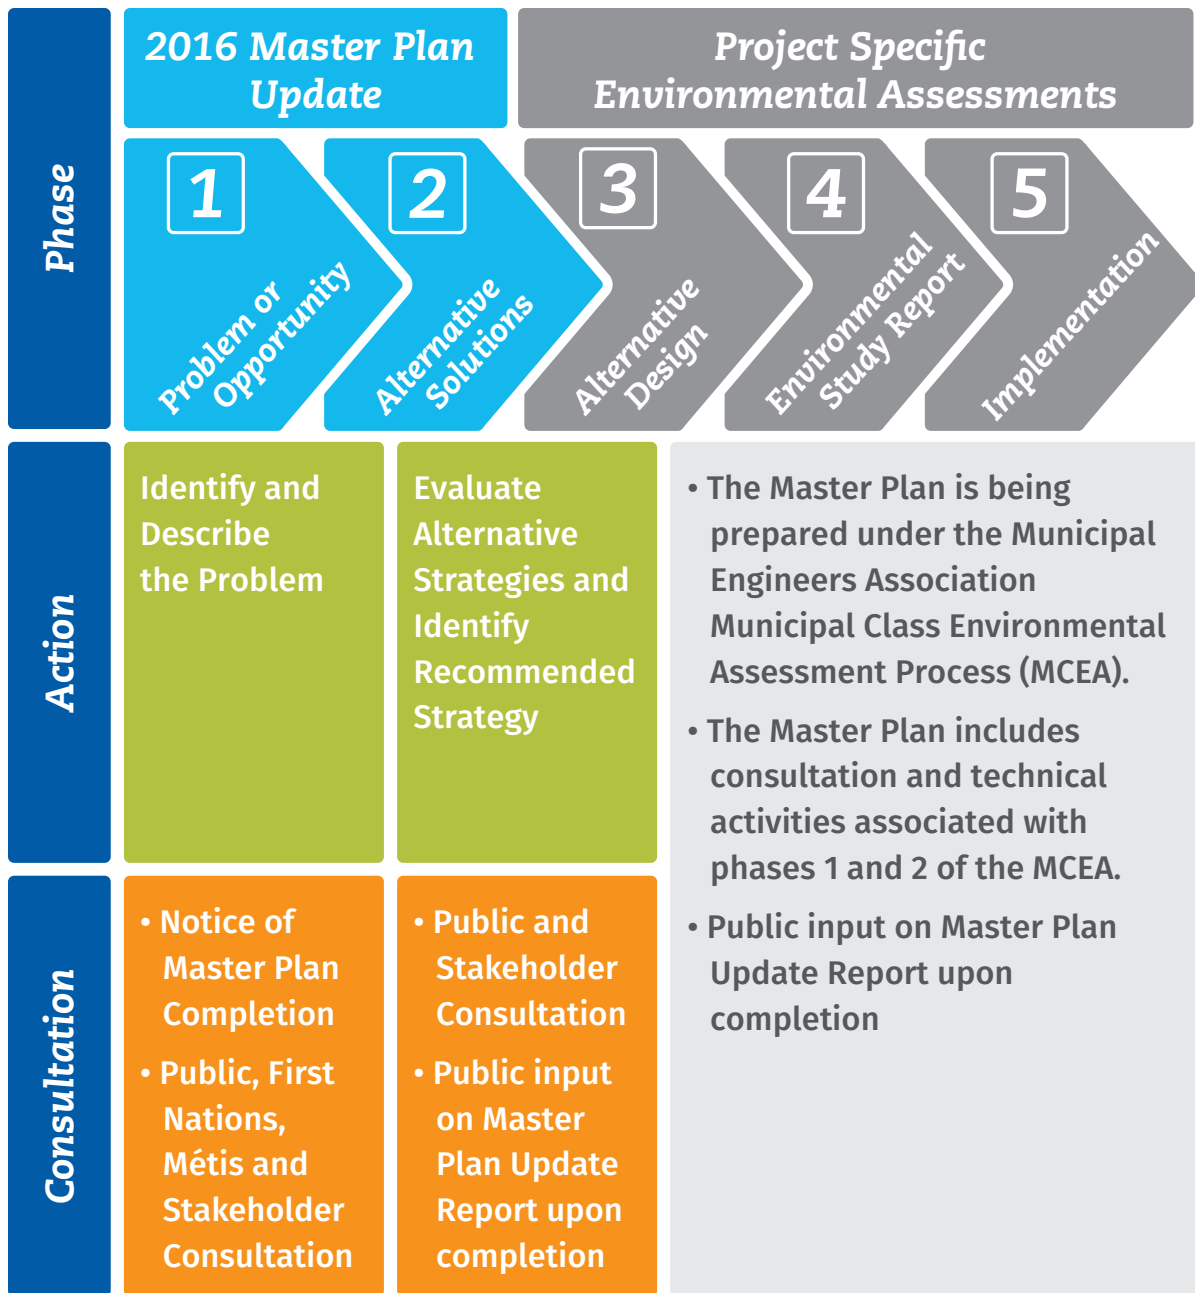 Phase
2016 Master Plan
Update
Project Specific
Environmental Assessments
1
Problem or
Opportunity
2
Alternative
Solutions
3
Alternative
Design
4
Environmental
Study Report
5
Implementation
Action
Identify and
Describe
the Problem
Evaluate
Alternative
Strategies and
Identify
Recommended
Strategy
• The Master Plan is being
prepared under the Municipal
Engineers Association
Municipal Class Environmental
Assessment Process (MCEA).
• The Master Plan includes
consultation and technical
activities associated with
phases 1 and 2 of the MCEA.
• Public input on Master Plan
Update Report upon
completion
Consultation
• Notice of
Master Plan
Completion
• Public, First
Nations,
Métis and
Stakeholder
Consultation
• Public and
Stakeholder
Consultation
• Public input
on Master
Plan Update
Report upon
completion